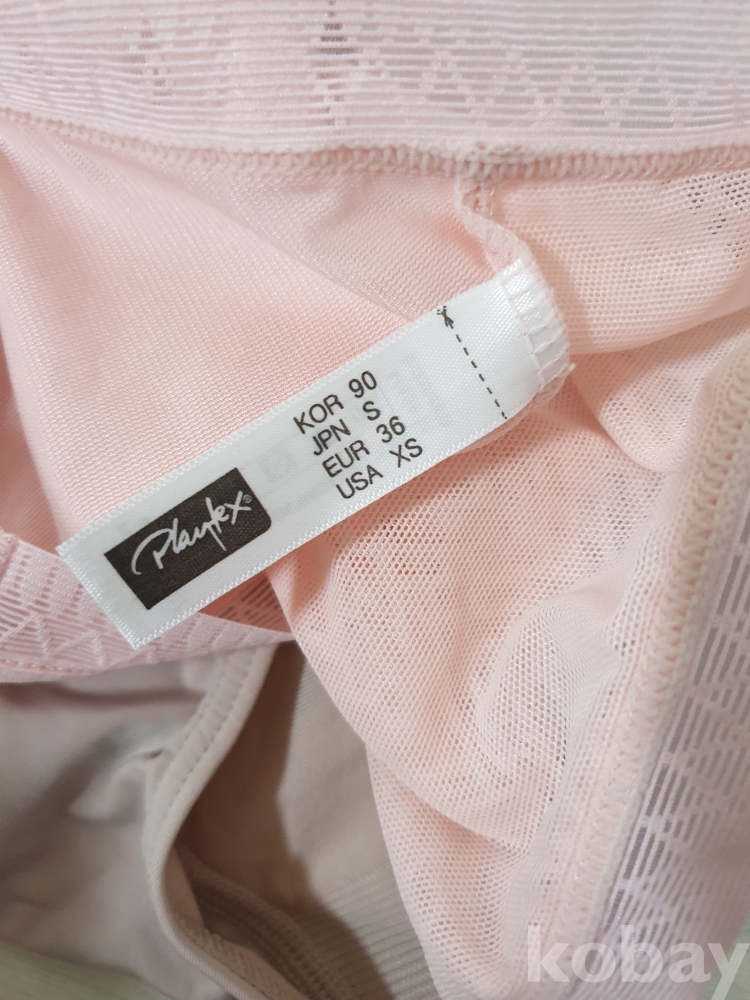 KOR 90
JPN S
EUR 36
USA XS
Playtex®
kobay